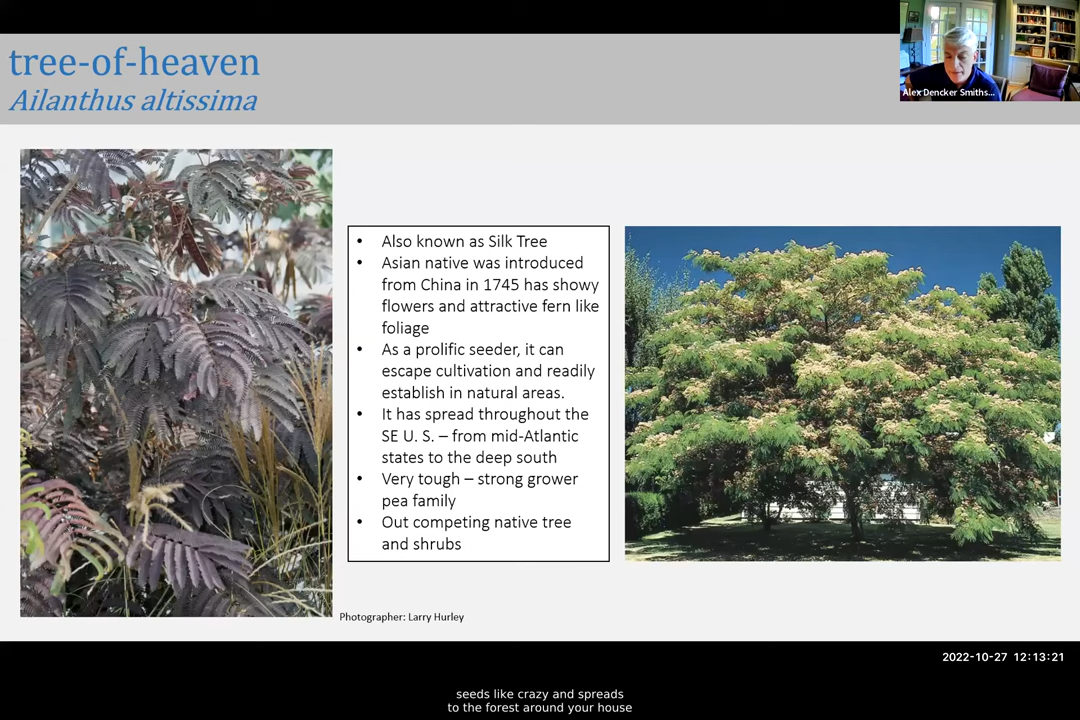 tree-of-heaven
Ailanthus altissima
Alex Dencker Smiths...
• Also known as Silk Tree
• Asian native was introduced
from China in 1745 has showy
flowers and attractive fern like
foliage
• As a prolific seeder, it can
escape cultivation and readily
establish in natural areas.
• It has spread throughout the
SE U. S. – from mid-Atlantic
states to the deep south
• Very tough – strong grower
pea family
• Out competing native tree
and shrubs
Photographer: Larry Hurley
2022-10-27 12:13:21
seeds like crazy and spreads
to the forest around your house